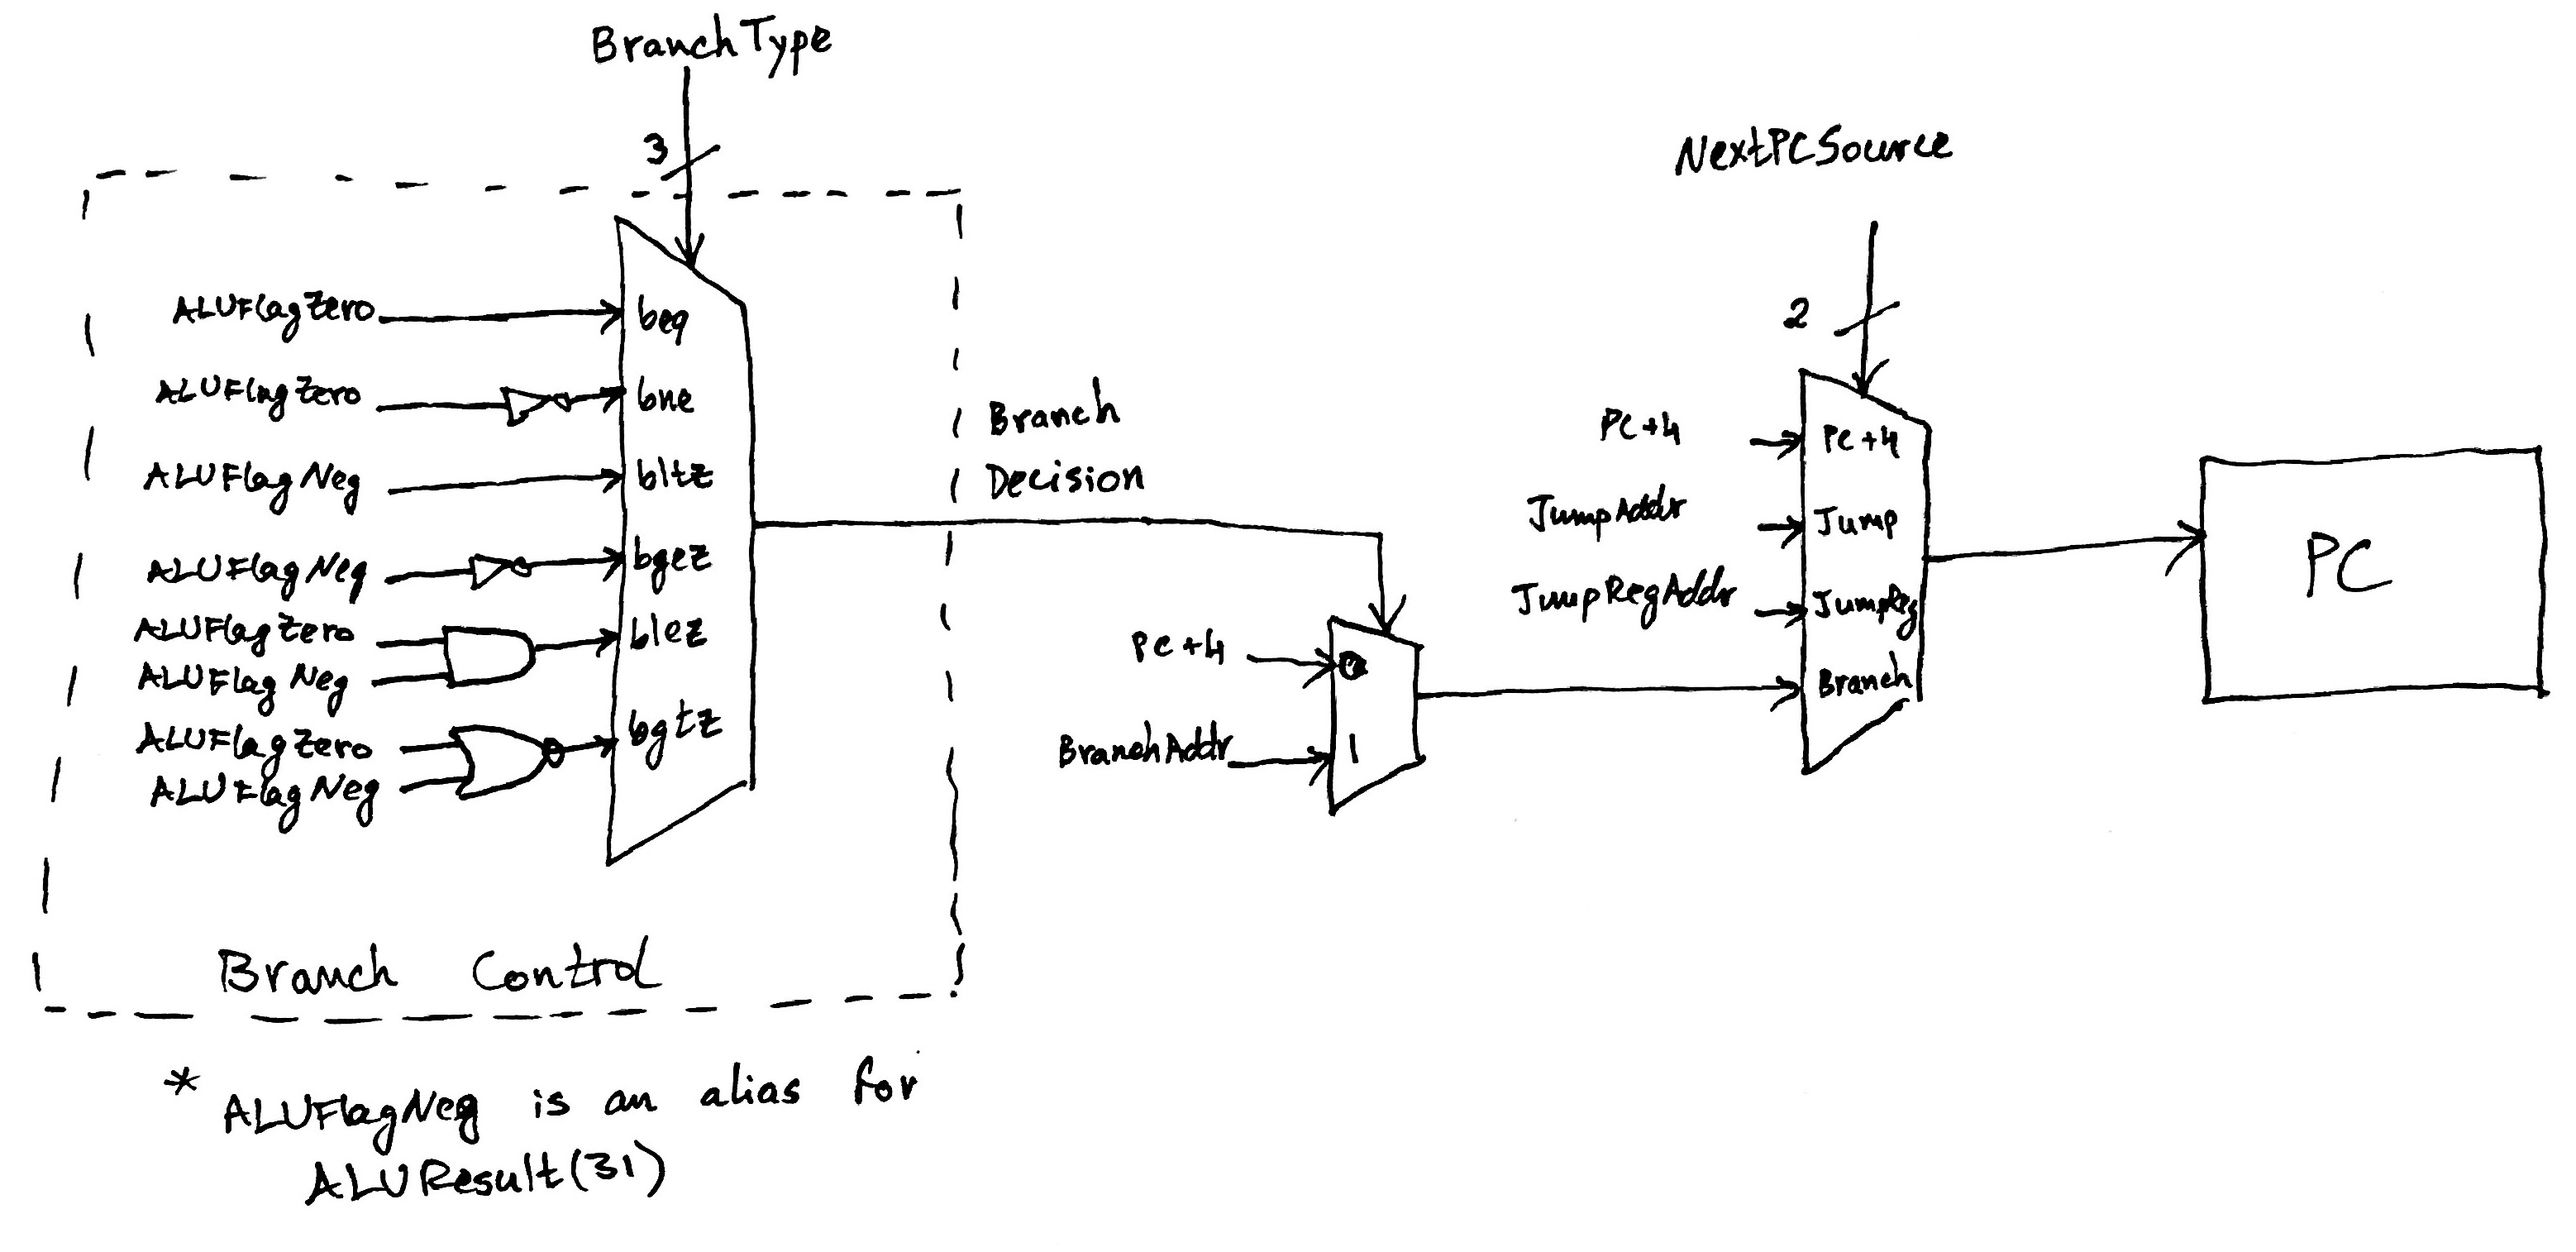 BranchType
3
ALUFlagZero
beq
ALUFlagZero
bne
ALUFlagNeg
bltz
ALUFlagNeg
bgez
ALUFlagZero
ALUFlagNeg
blez
ALUFlagZero
ALUFlagNeg
bgtz
Branch Control
Branch
Decision
PC+4
0
BranchAddr
1
NextPCSource
2
PC+4
PC+4
JumpAddr
Jump
JumpRegAddr
JumpReg
Branch
PC
* ALUFlagNeg is an alias for
ALUResult(31)